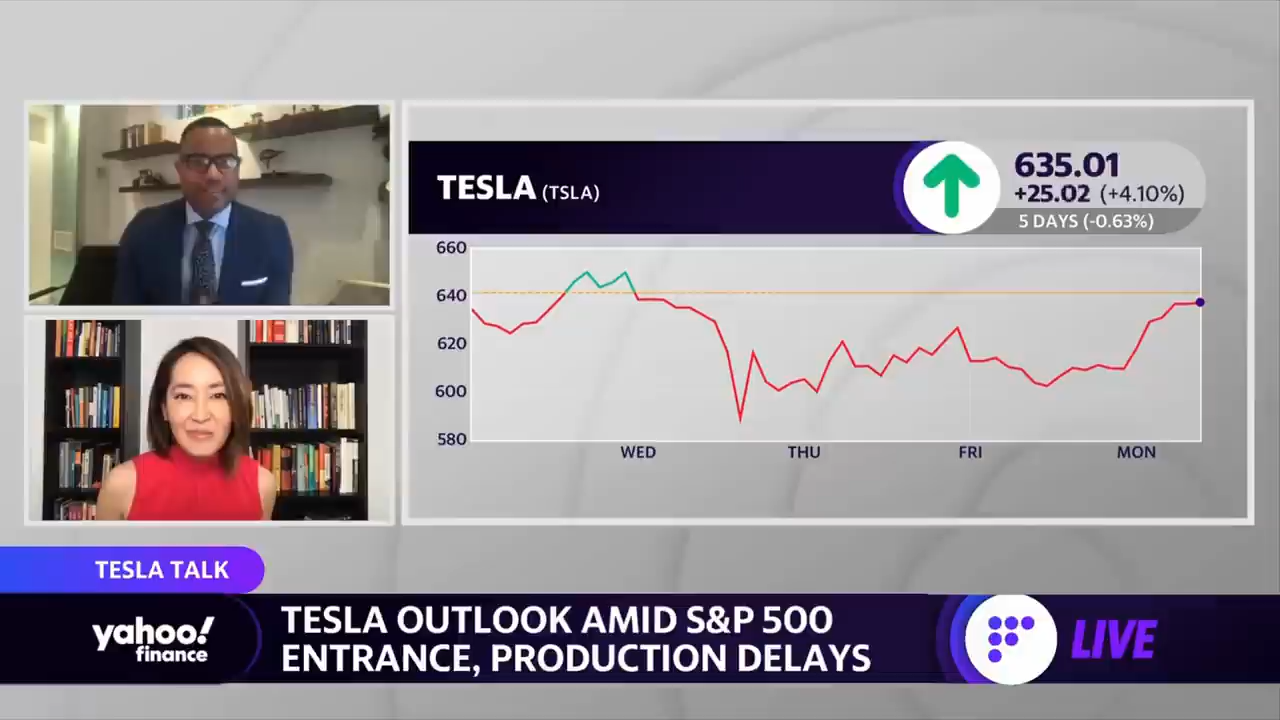 TESLA (TSLA)
635.01
+25.02 (+4.10%)
5 DAYS (-0.63%)
660
640
620
600
580
WED THU FRI MON
TESLA TALK
yahoo!
finance
TESLA OUTLOOK AMID S&P 500
ENTRANCE, PRODUCTION DELAYS
LIVE